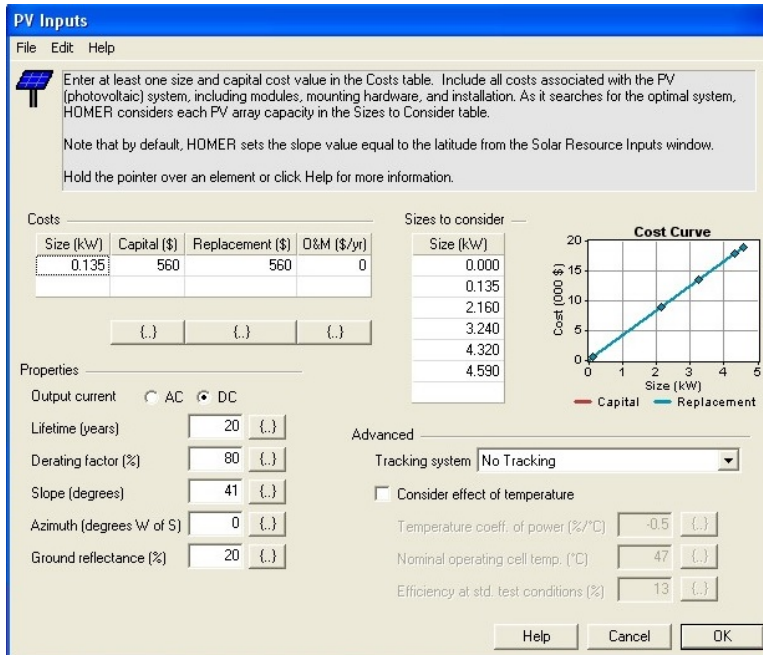 PV Inputs
File Edit Help
Enter at least one size and capital cost value in the Costs table. Include all costs associated with the PV
(photovoltaic) system, including modules, mounting hardware, and installation. As it searches for the optimal system,
HOMER considers each PV array capacity in the Sizes to Consider table.
Note that by default, HOMER sets the slope value equal to the latitude from the Solar Resource Inputs window.
Hold the pointer over an element or click Help for more information.
Costs
Size (kW) Capital ($) Replacement ($) O&M ($/yr)
0.135 560 560 0
{..} {..} {..}
Sizes to consider
Size (kW)
0.000
0.135
2.160
3.240
4.320
4.590
Cost Curve
Cost (000 $)
20
15
10
5
0
0 1 2 3 4 5
Size (kW)
Capital Replacement
Properties
Output current AC DC
Lifetime (years) 20 {..}
Derating factor (%) 80 {..}
Slope (degrees) 41 {..}
Azimuth (degrees W of S) 0 {..}
Ground reflectance (%) 20 {..}
Advanced
Tracking system No Tracking
Consider effect of temperature
Temperature coeff. of power (%/°C) -0.5 {..}
Nominal operating cell temp. (°C) 47 {..}
Efficiency at std. test conditions (%) 13 {..}
Help Cancel OK